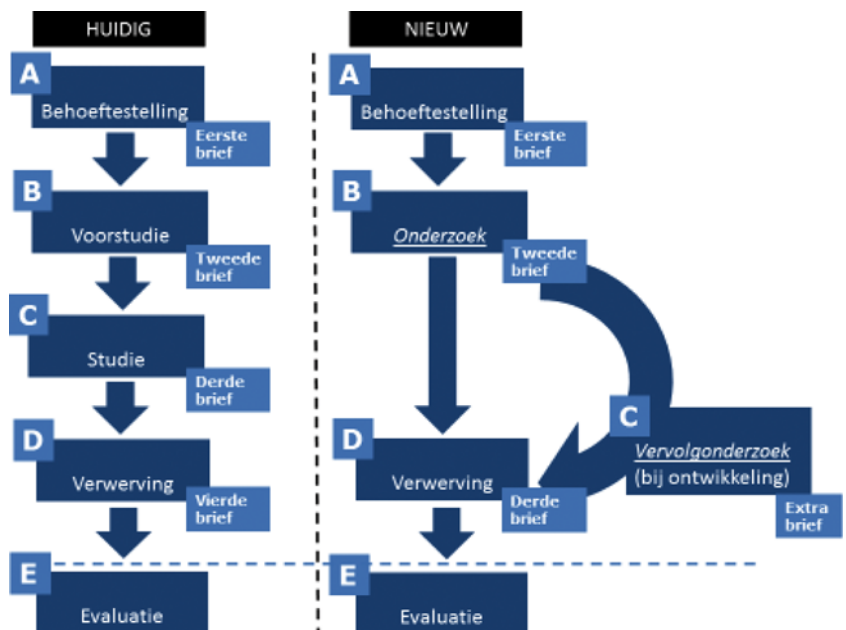 HUIDIG
A
Behoeftestelling
Eerste
brief
B
Voorstudie
Tweede
brief
C
Studie
Derde
brief
D
Verwerving
Vierde
brief
E
Evaluatie
NIEUW
A
Behoeftestelling
Eerste
brief
B
Onderzoek
Tweede
brief
C
Vervolgonderzoek
(bij ontwikkeling)
Extra
brief
D
Verwerving
Derde
brief
E
Evaluatie